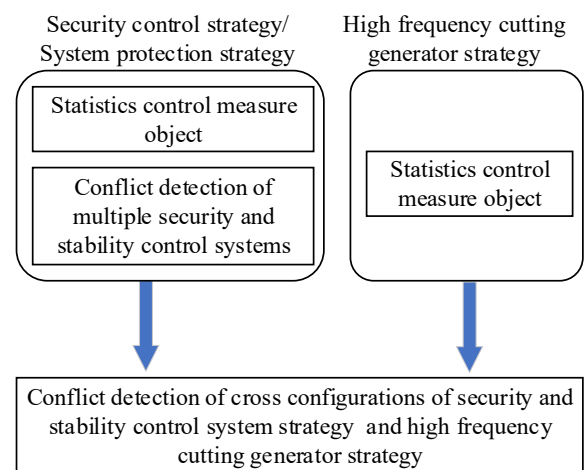 Security control strategy/
System protection strategy
Statistics control measure
object
Conflict detection of
multiple security and
stability control systems
High frequency cutting
generator strategy
Statistics control
measure object
Conflict detection of cross configurations of security and
stability control system strategy and high frequency
cutting generator strategy